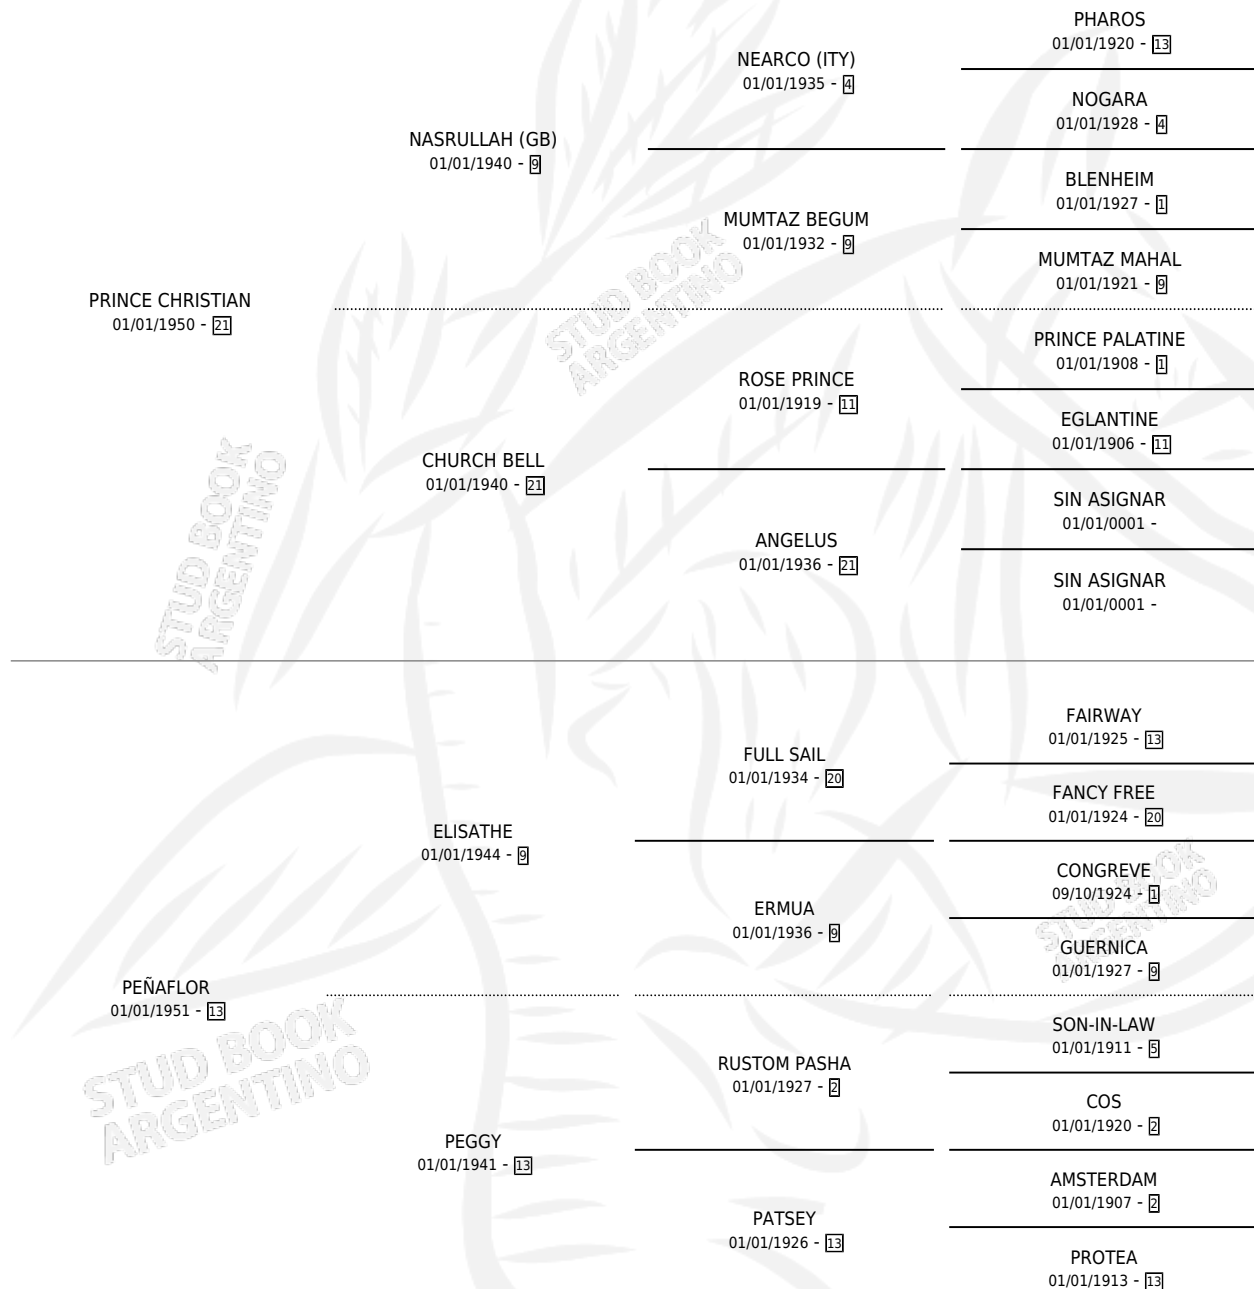 PHAROS
01/01/1920 - 13
NEARCO (ITY)
01/01/1935 - 4
NOGARA
01/01/1928 - 4
NASRULLAH (GB)
01/01/1940 - 9
BLENHEIM
01/01/1927 - 1
MUMTAZ BEGUM
01/01/1932 - 9
MUMTAZ MAHAL
01/01/1921 - 9
PRINCE CHRISTIAN
01/01/1950 - 21
PRINCE PALATINE
01/01/1908 - 1
ROSE PRINCE
01/01/1919 - 11
EGLANTINE
01/01/1906 - 11
CHURCH BELL
01/01/1940 - 21
SIN ASIGNAR
01/01/0001 -
ANGELUS
01/01/1936 - 21
SIN ASIGNAR
01/01/0001 -
FAIRWAY
01/01/1925 - 13
FULL SAIL
01/01/1934 - 20
FANCY FREE
01/01/1924 - 20
ELISATHE
01/01/1944 - 9
CONGREVE
09/10/1924 - 1
ERMUA
01/01/1936 - 9
GUERNICA
01/01/1927 - 9
PEÑAFLOR
01/01/1951 - 13
SON-IN-LAW
01/01/1911 - 5
RUSTOM PASHA
01/01/1927 - 2
COS
01/01/1920 - 2
PEGGY
01/01/1941 - 13
AMSTERDAM
01/01/1907 - 2
PATSEY
01/01/1926 - 13
PROTEA
01/01/1913 - 13
STUD BOOK
ARGENTINO
STUD BOOK
ARGENTINO
STUD BOOK
ARGENTINO
STUD BOOK
ARGENTINO